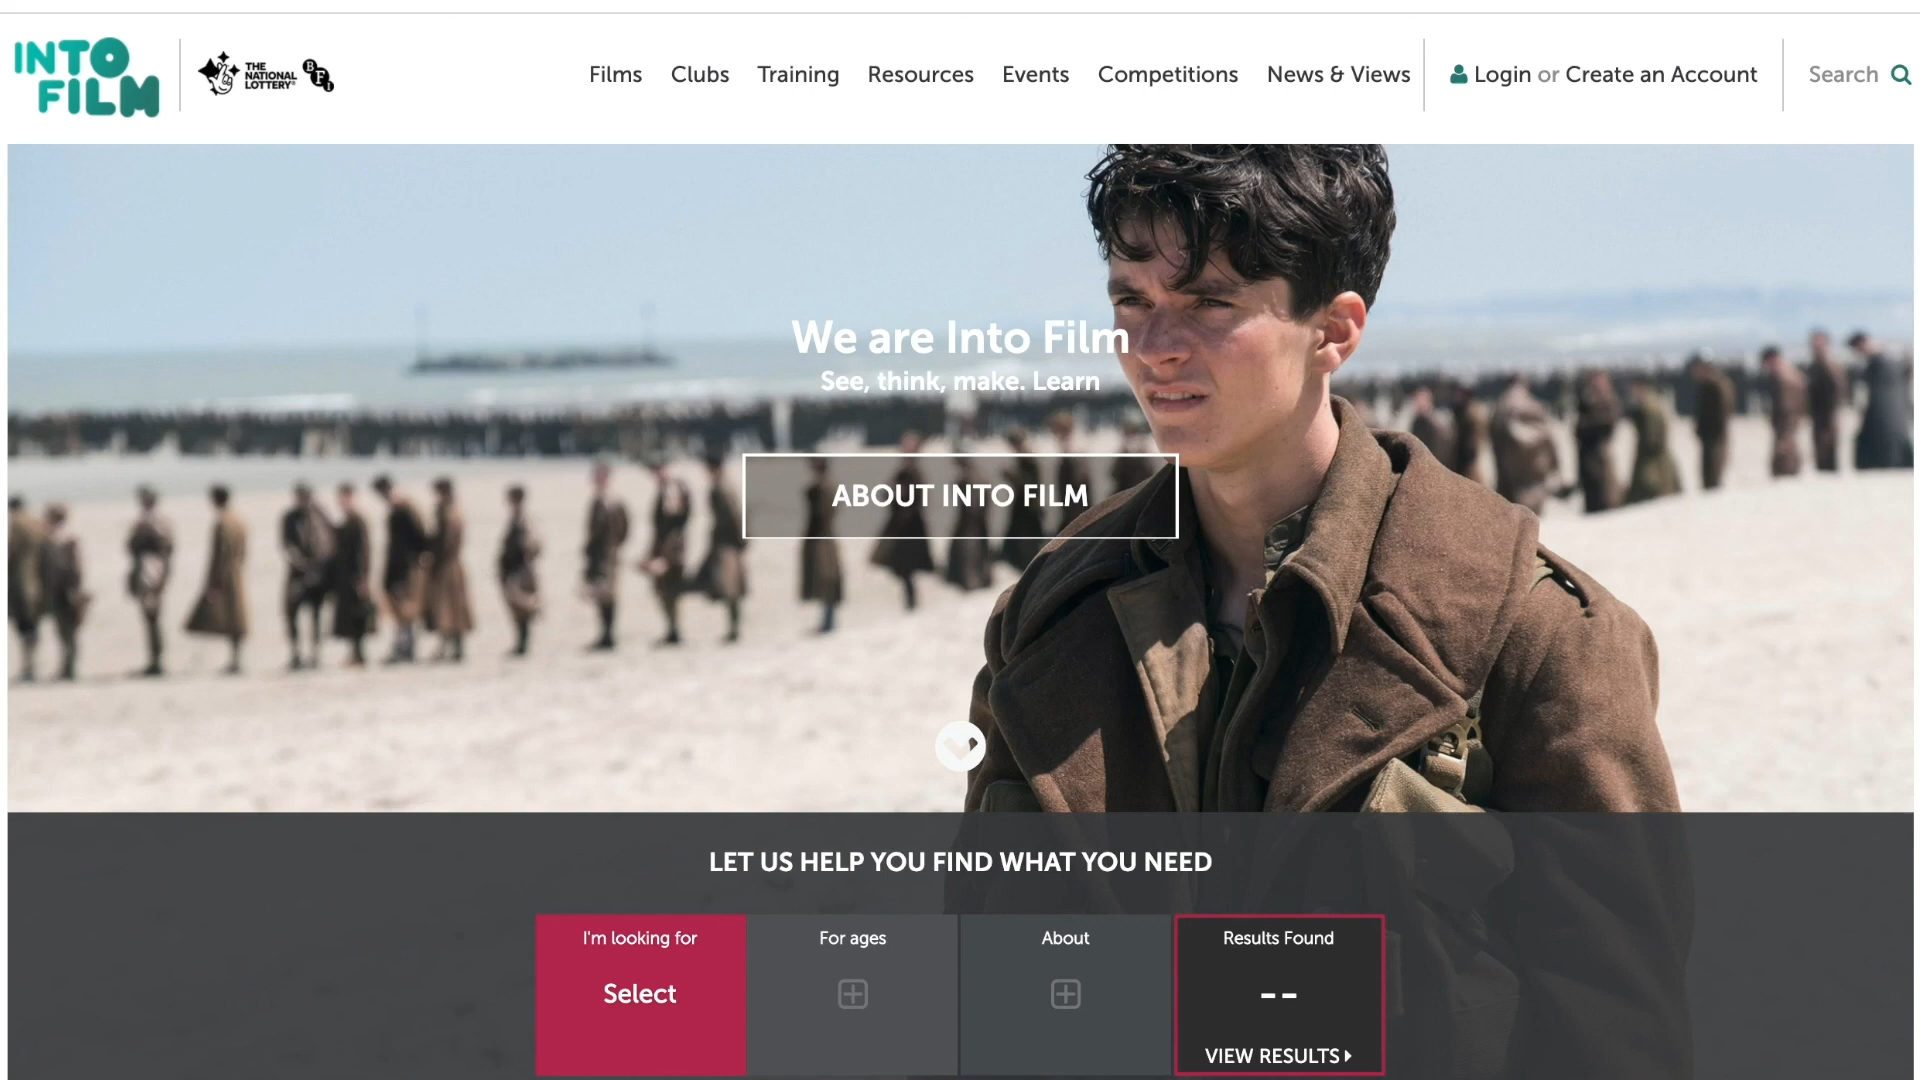 INTO
FILM
THE
NATIONAL
LOTTERY
BFI
Films
Clubs
Training
Resources
Events
Competitions
News & Views
Login or Create an Account
Search
We are Into Film
See, think, make. Learn
ABOUT INTO FILM
LET US HELP YOU FIND WHAT YOU NEED
I'm looking for
Select
For ages
About
Results Found
--
VIEW RESULTS